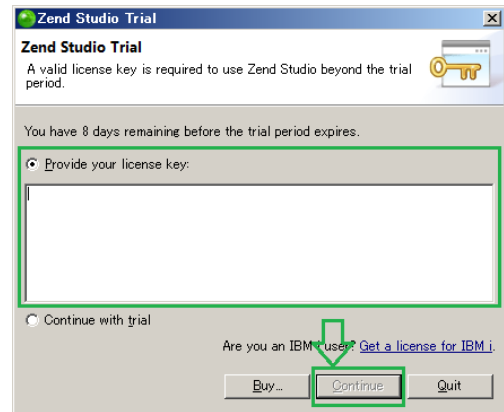 Zend Studio Trial
Zend Studio Trial
A valid license key is required to use Zend Studio beyond the trial
period.
You have 8 days remaining before the trial period expires.
Provide your license key:
Continue with trial
Are you an IBM i user? Get a license for IBM i.
Buy... Continue Quit